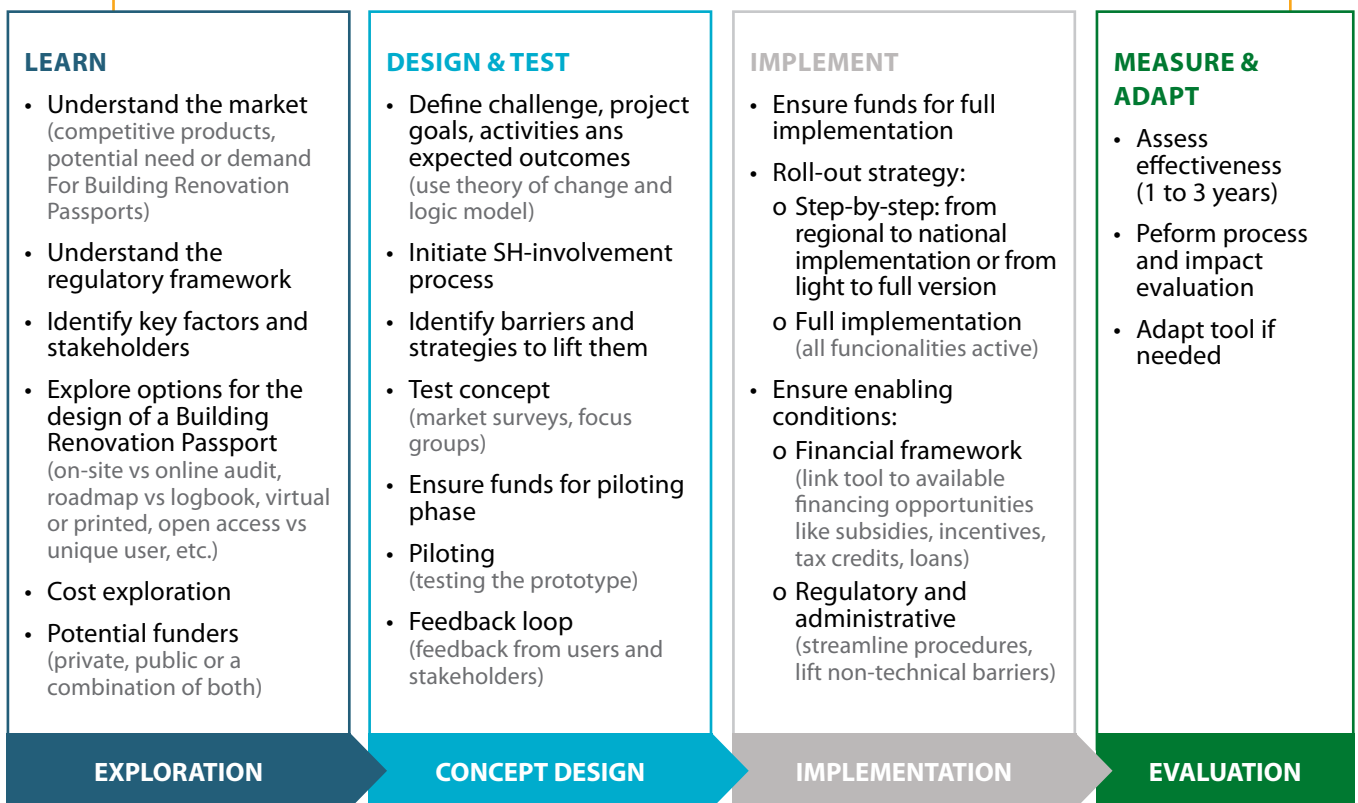 LEARN
• Understand the market
(competitive products,
potential need or demand
For Building Renovation
Passports)
• Understand the
regulatory framework
• Identify key factors and
stakeholders
• Explore options for the
design of a Building
Renovation Passport
(on-site vs online audit,
roadmap vs logbook, virtual
or printed, open access vs
unique user, etc.)
• Cost exploration
• Potential funders
(private, public or a
combination of both)
EXPLORATION
DESIGN & TEST
• Define challenge, project
goals, activities ans
expected outcomes
(use theory of change and
logic model)
• Initiate SH-involvement
process
• Identify barriers and
strategies to lift them
• Test concept
(market surveys, focus
groups)
• Ensure funds for piloting
phase
• Piloting
(testing the prototype)
• Feedback loop
(feedback from users and
stakeholders)
CONCEPT DESIGN
IMPLEMENT
• Ensure funds for full
implementation
• Roll-out strategy:
o Step-by-step: from
regional to national
implementation or from
light to full version
o Full implementation
(all funcionalities active)
• Ensure enabling
conditions:
o Financial framework
(link tool to available
financing opportunities
like subsidies, incentives,
tax credits, loans)
o Regulatory and
administrative
(streamline procedures,
lift non-technical barriers)
IMPLEMENTATION
MEASURE &
ADAPT
• Assess
effectiveness
(1 to 3 years)
• Peform process
and impact
evaluation
• Adapt tool if
needed
EVALUATION